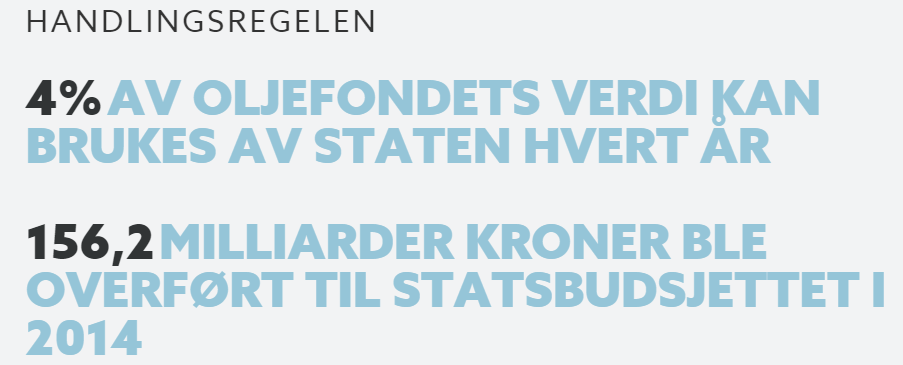 HANDLINGSREGELEN
4% AV OLJEFONDETS VERDI KAN
BRUKES AV STATEN HVERT ÅR
156,2 MILLIARDER KRONER BLE
OVERFØRT TIL STATSBUDSJETTET I
2014